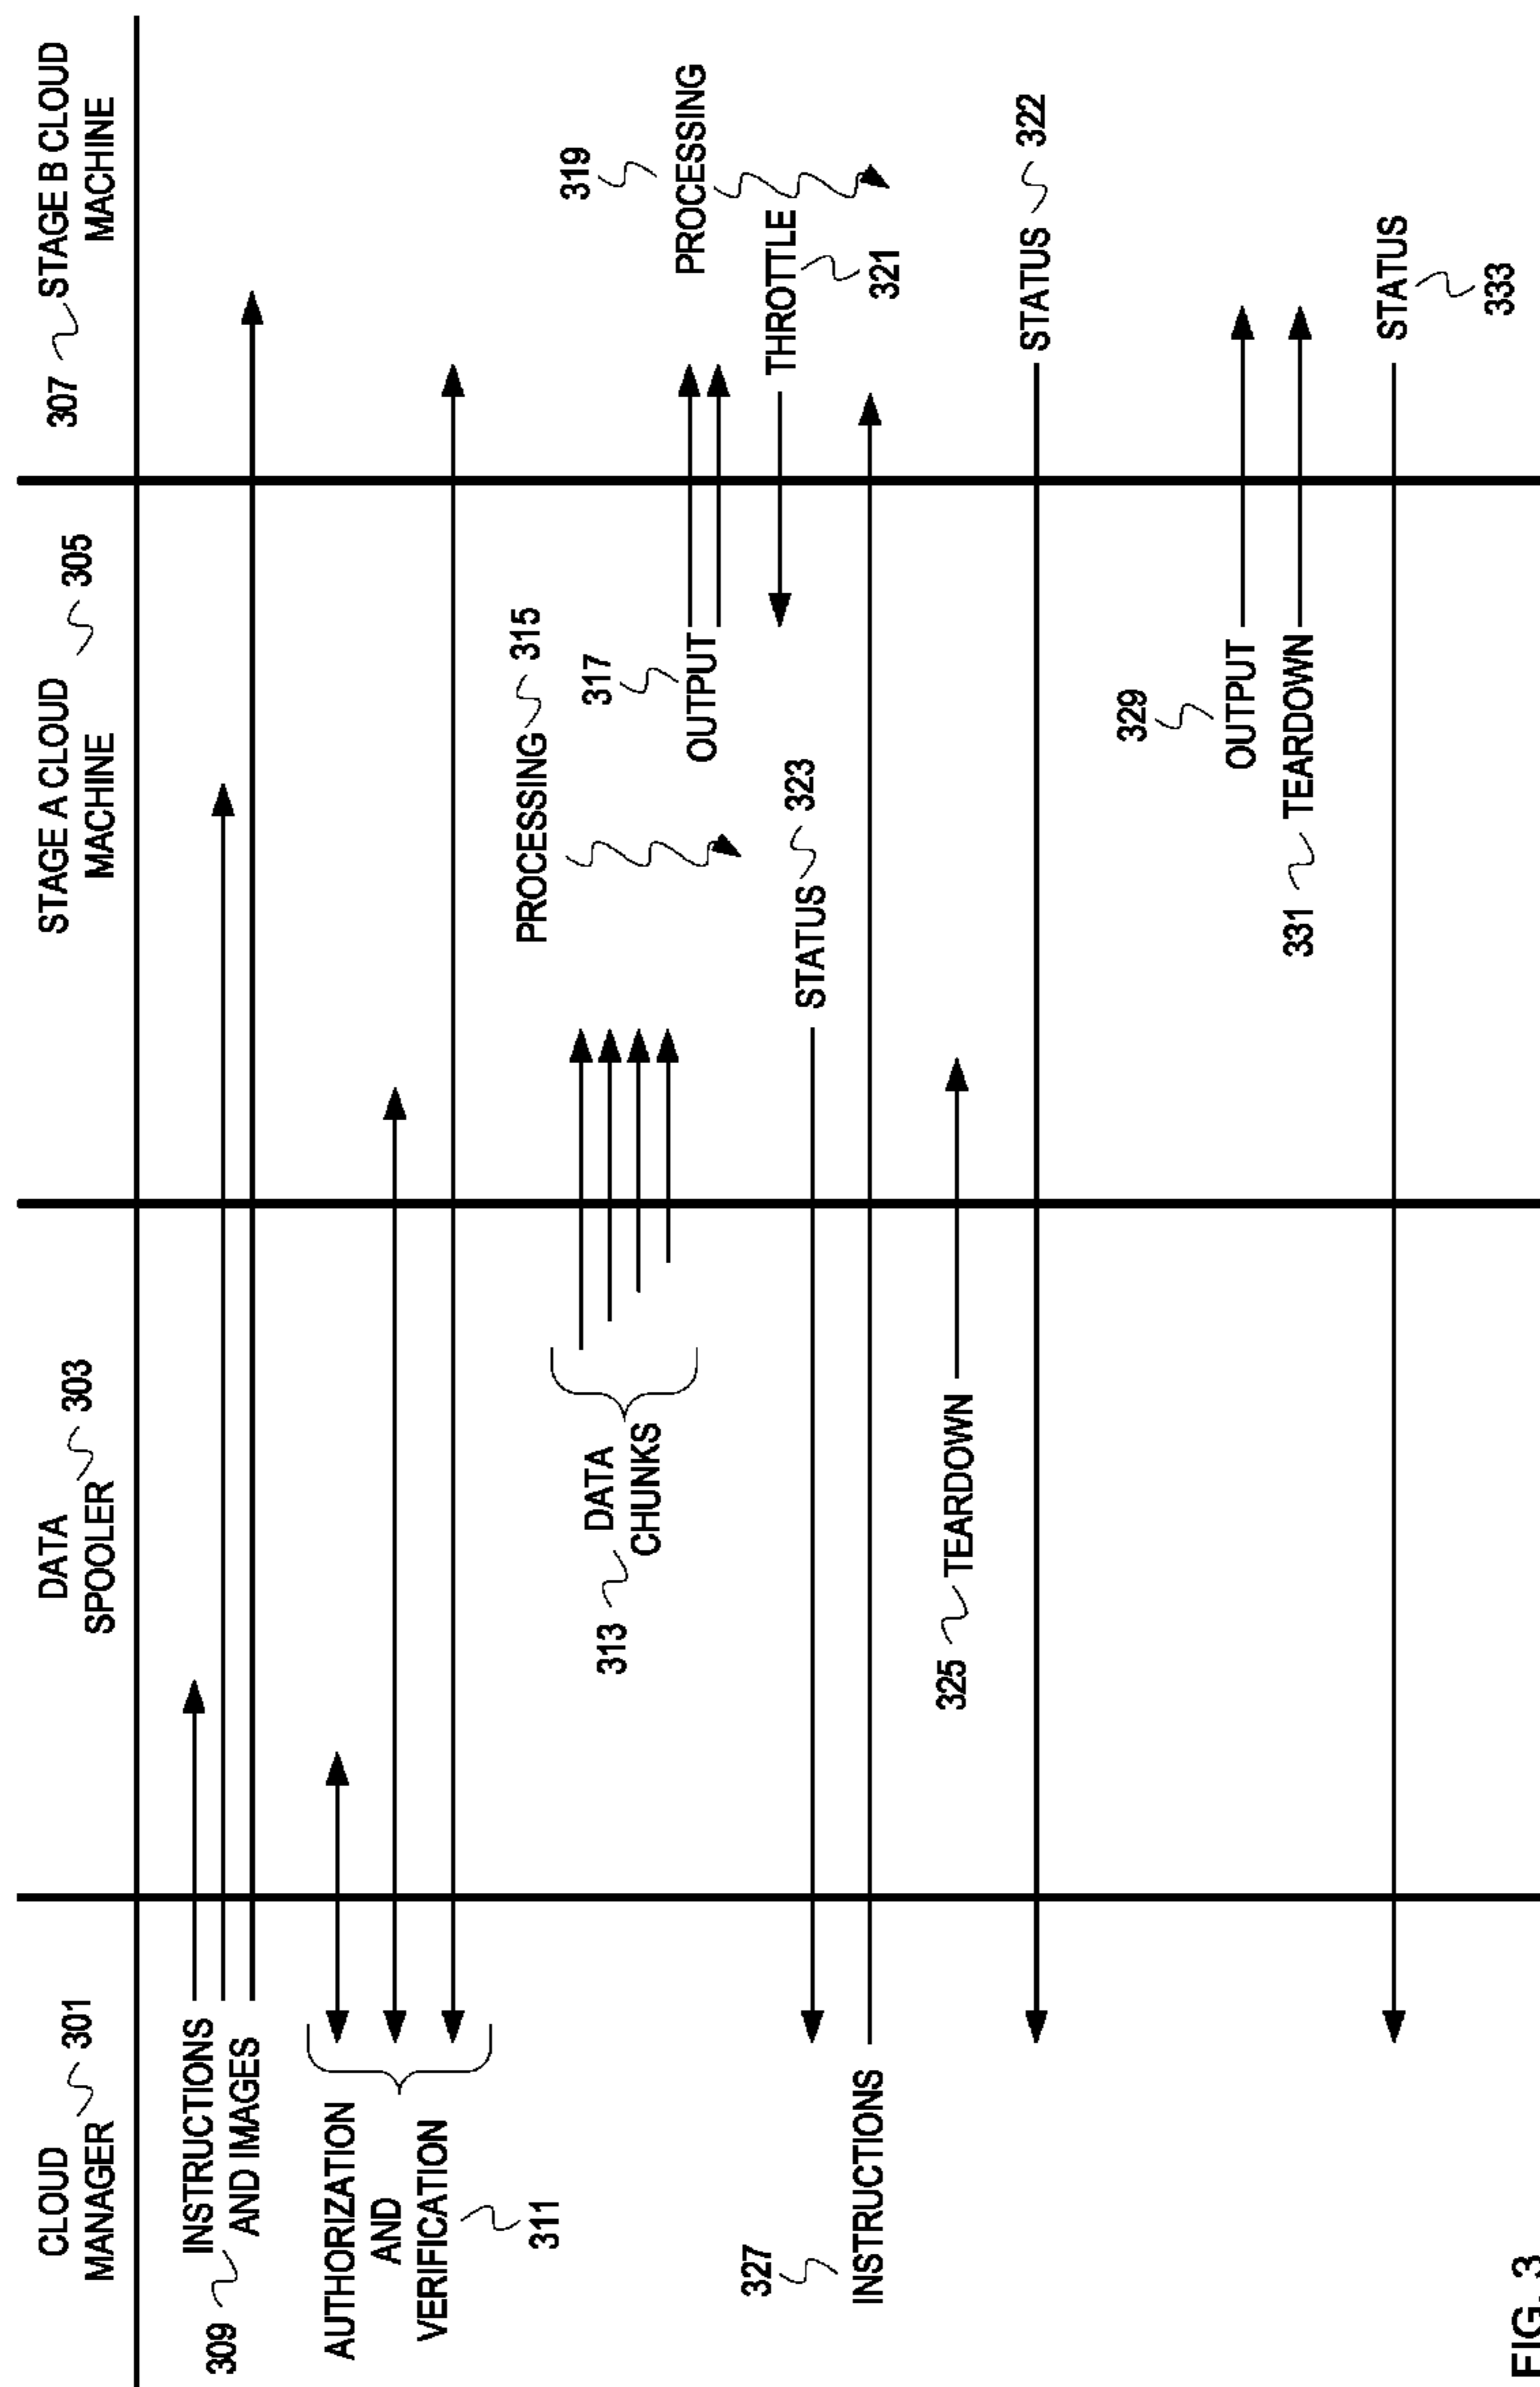 CLOUD
MANAGER 301
DATA
SPOOLER 303
STAGE A CLOUD
MACHINE 305
307 STAGE B CLOUD
MACHINE
309 INSTRUCTIONS
AND IMAGES
AUTHORIZATION
AND
VERIFICATION
311
313 DATA
CHUNKS
PROCESSING 315
317
OUTPUT
319
PROCESSING
THROTTLE
321
STATUS 323
327
INSTRUCTIONS
325 TEARDOWN
STATUS 322
329
OUTPUT
331 TEARDOWN
STATUS
333
FIG. 3